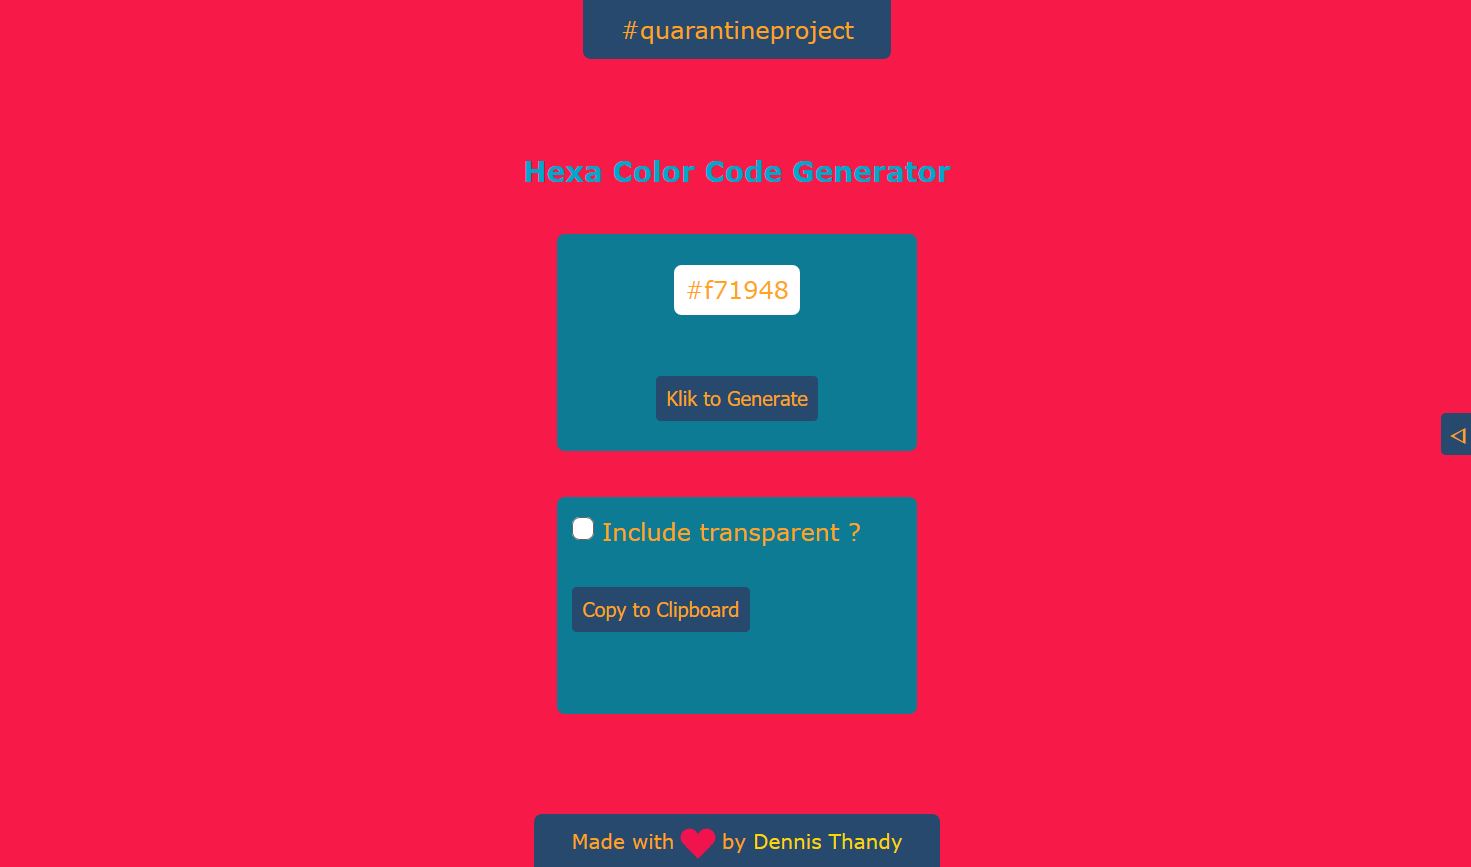 #quarantineproject
Hexa Color Code Generator
#f71948
Klik to Generate
Include transparent ?
Copy to Clipboard
Made with by Dennis Thandy